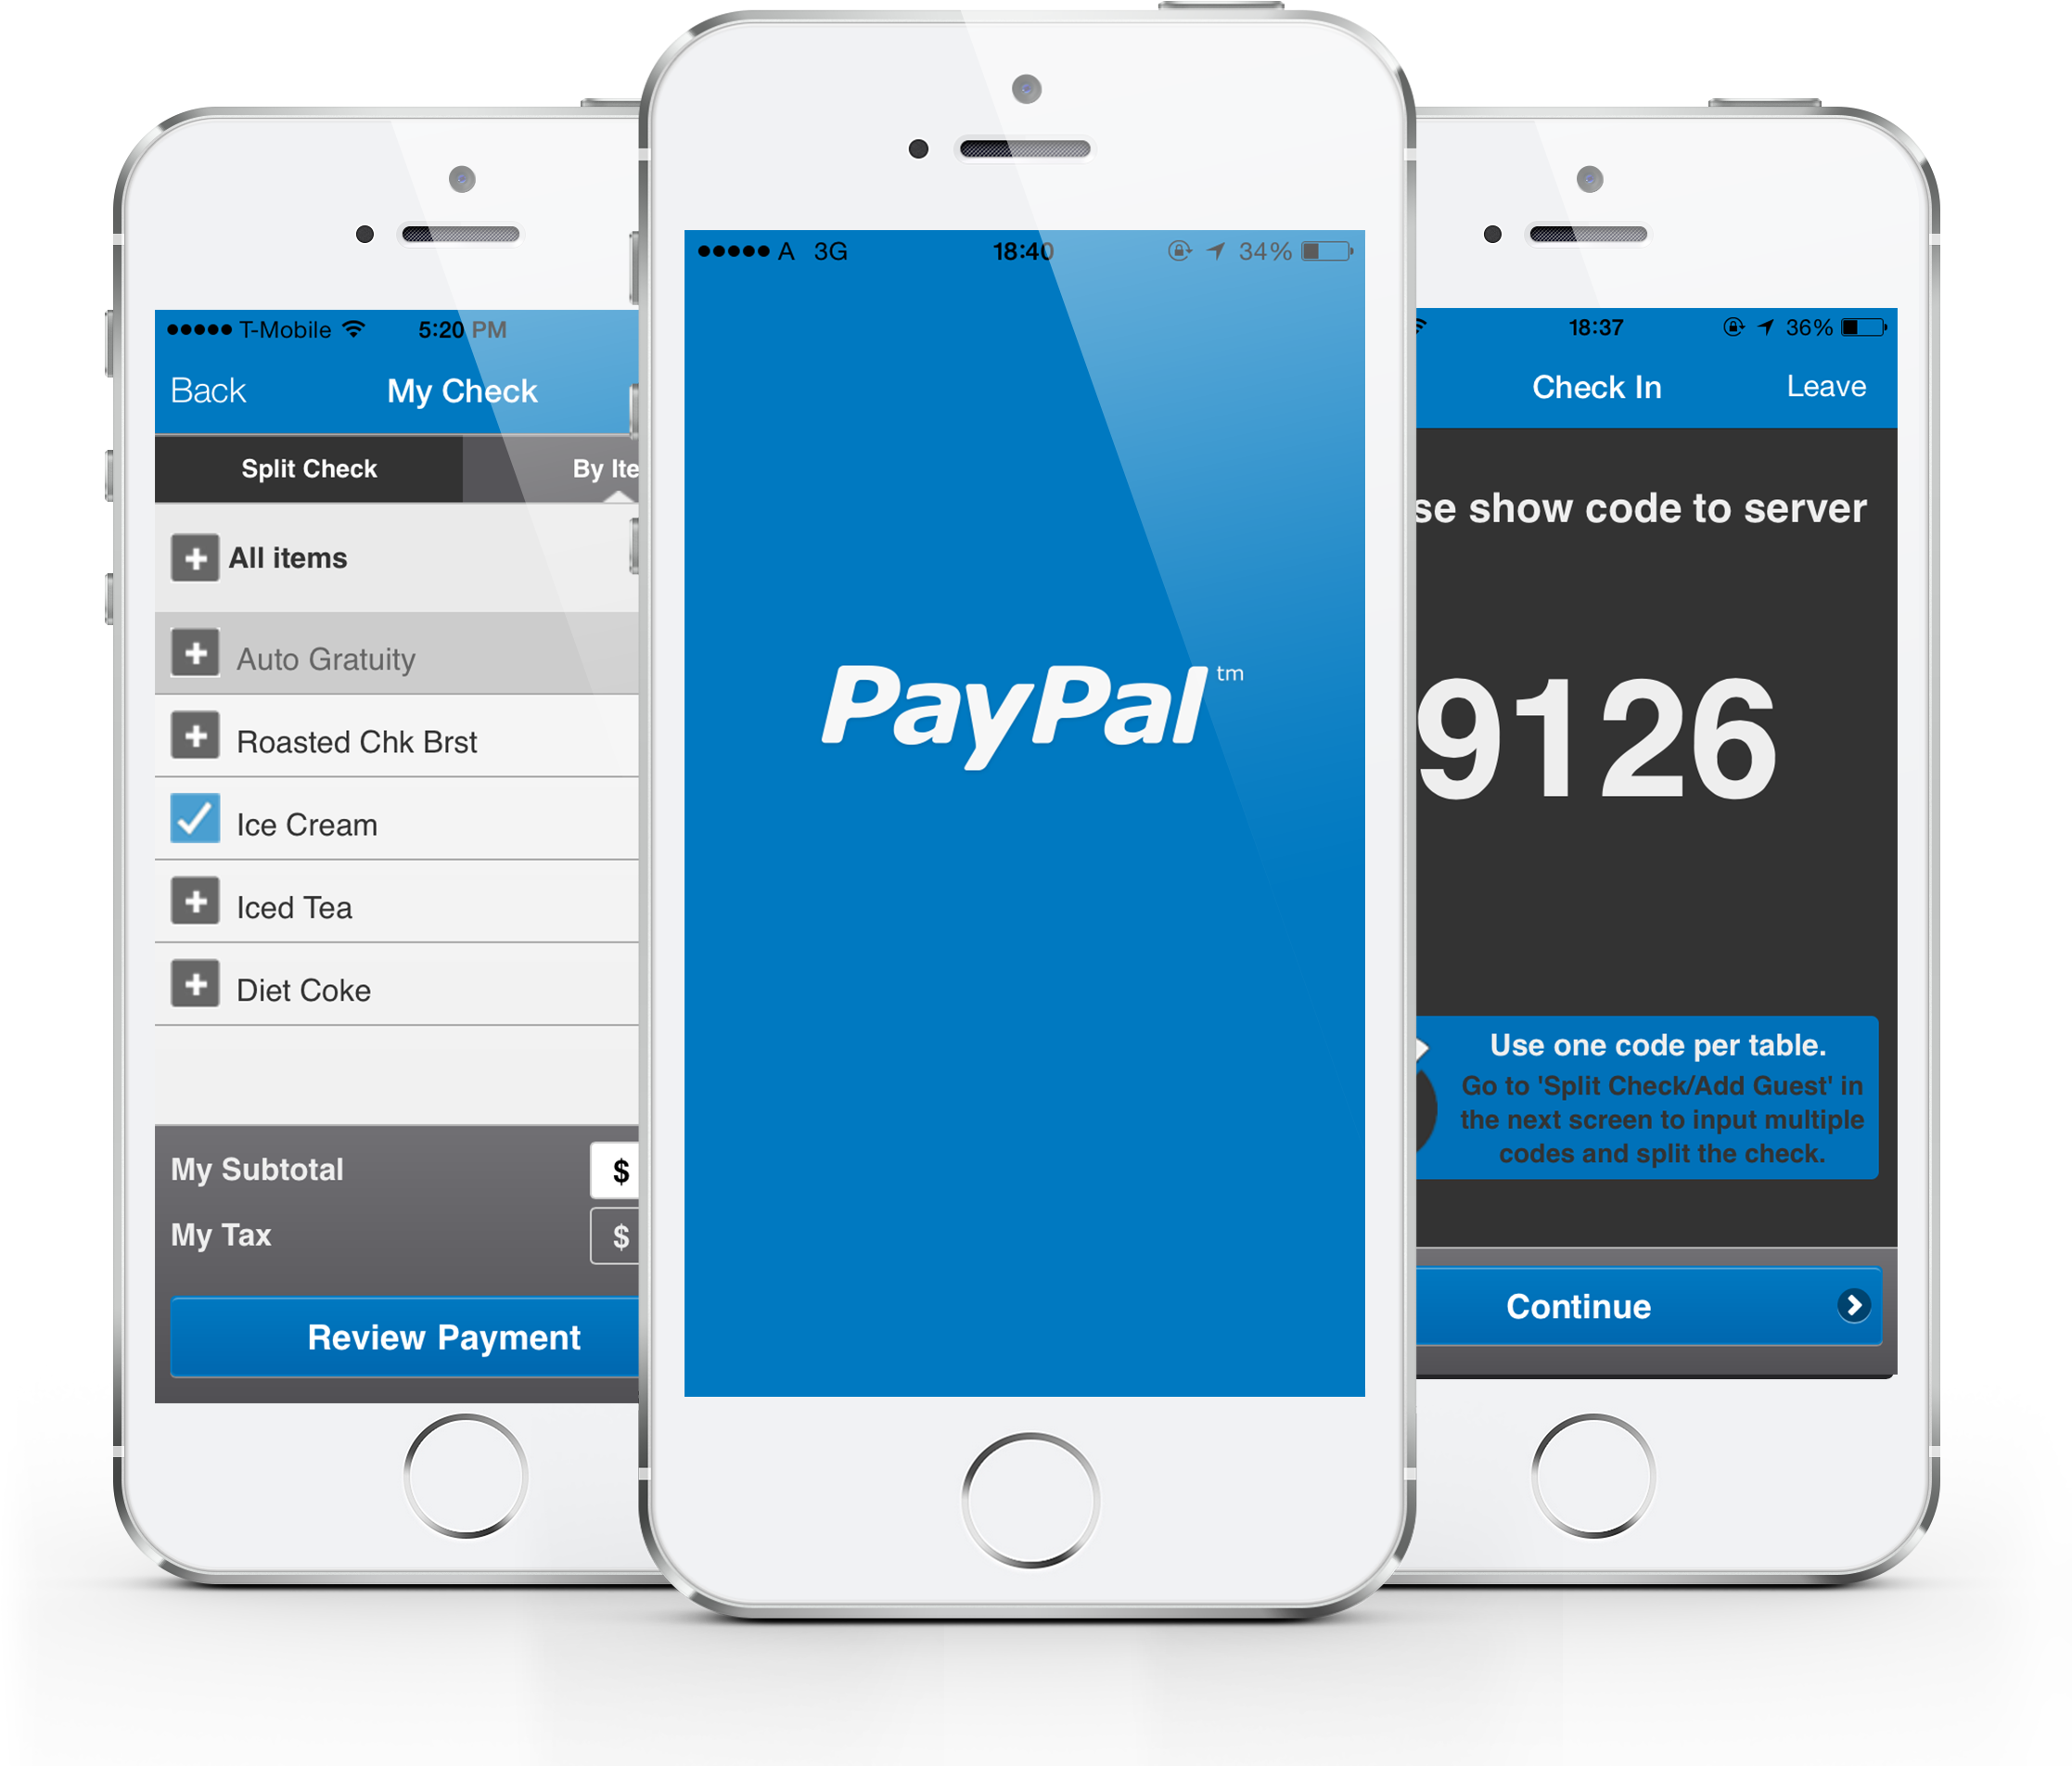 T-Mobile 5:20 PM
Back My Check
Split Check By Ite
All items
Auto Gratuity
Roasted Chk Brst
Ice Cream
Iced Tea
Diet Coke
My Subtotal $
My Tax $
Review Payment
A 3G 18:40 34%
PayPal tm
18:37 36%
Check In Leave
se show code to server
9126
Use one code per table.
Go to 'Split Check/Add Guest' in
the next screen to input multiple
codes and split the check.
Continue